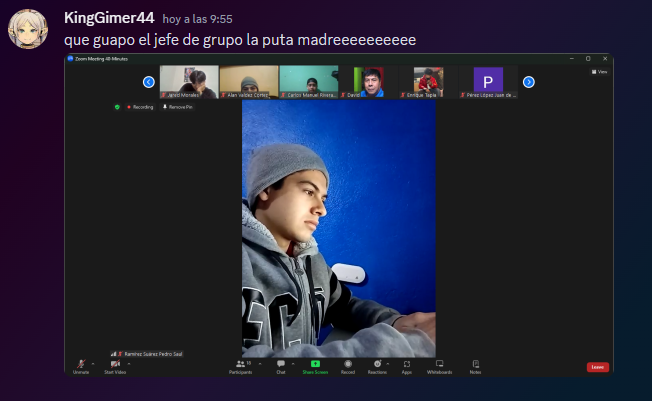 KingGimer44 hoy a las 9:55
que guapo el jefe de grupo la puta madreeeeeeeeee
Zoom Meeting 40-Minutes
View
Jahid Morales
Alan Valdez Cortez
Carlos Manuel Rivera...
David
Enrique Tapia
P
Pérez López Juan de ...
Recording
Remove Pin
Ramírez Suárez Pedro Saul
Unmute
Start Video
Participants
Chat
Share Screen
Record
Reactions
Apps
Whiteboards
Notes
Leave